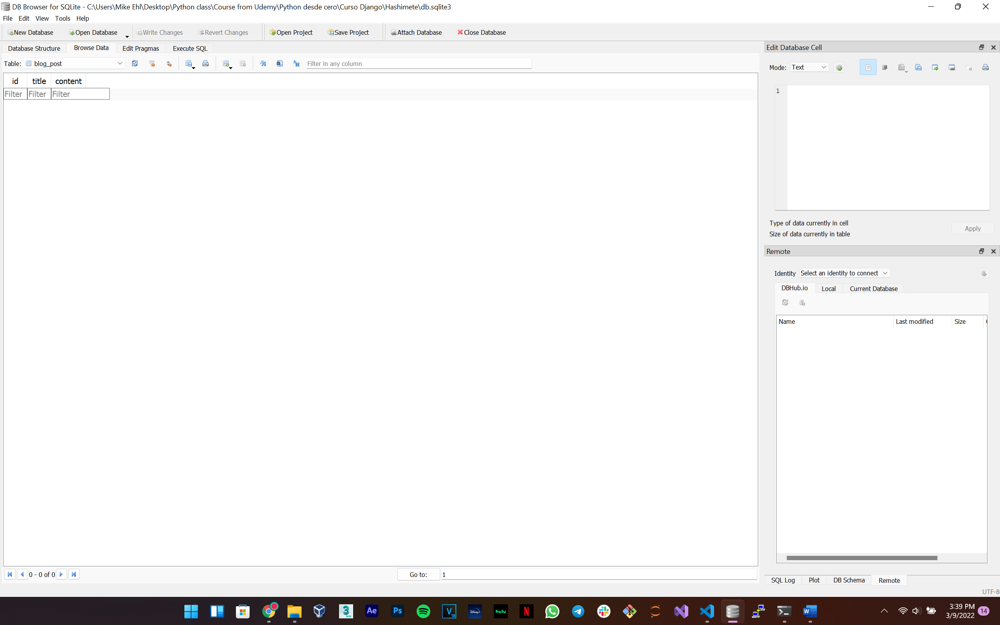 DB Browser for SQLite - C:\Users\Mike Ehl\Desktop\Python class\Course from Udemy\Python desde cero\Curso Django\Hashimete\db.sqlite3
File Edit View Tools Help
New Database Open Database Write Changes Revert Changes Open Project Save Project Attach Database Close Database
Database Structure Browse Data Edit Pragmas Execute SQL
Table: blog_post Filter in any column
id title content
Filter Filter Filter
0 - 0 of 0 Go to: 1
Edit Database Cell
Mode: Text
1
Type of data currently in cell
Size of data currently in table
Apply
Remote
Identity Select an identity to connect
DBHub.io Local Current Database
Name Last modified Size
SQL Log Plot DB Schema Remote
UTF-8
3 Ae Ps V 18 Disney+ hulu N W
3:39 PM
3/9/2022
14